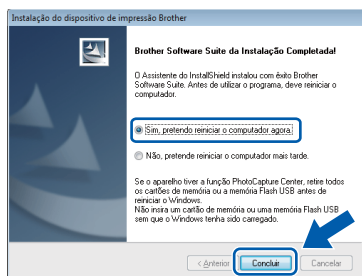 Instalação do dispositivo de impressão Brother
Brother Software Suite da Instalação Completada!
O Assistente do InstallShield instalou com êxito Brother
Software Suite. Antes de utilizar o programa, deve reiniciar o
computador.
Sim, pretendo reiniciar o computador agora.
Não, pretende reiniciar o computador mais tarde.
Se o aparelho tiver a função PhotoCapture Center, retire todos
os cartões de memória ou a memória Flash USB antes de
reiniciar o Windows.
Não insira um cartão de memória ou uma memória Flash USB
sem que o Windows tenha sido carregado.
< Anterior Concluir Cancelar